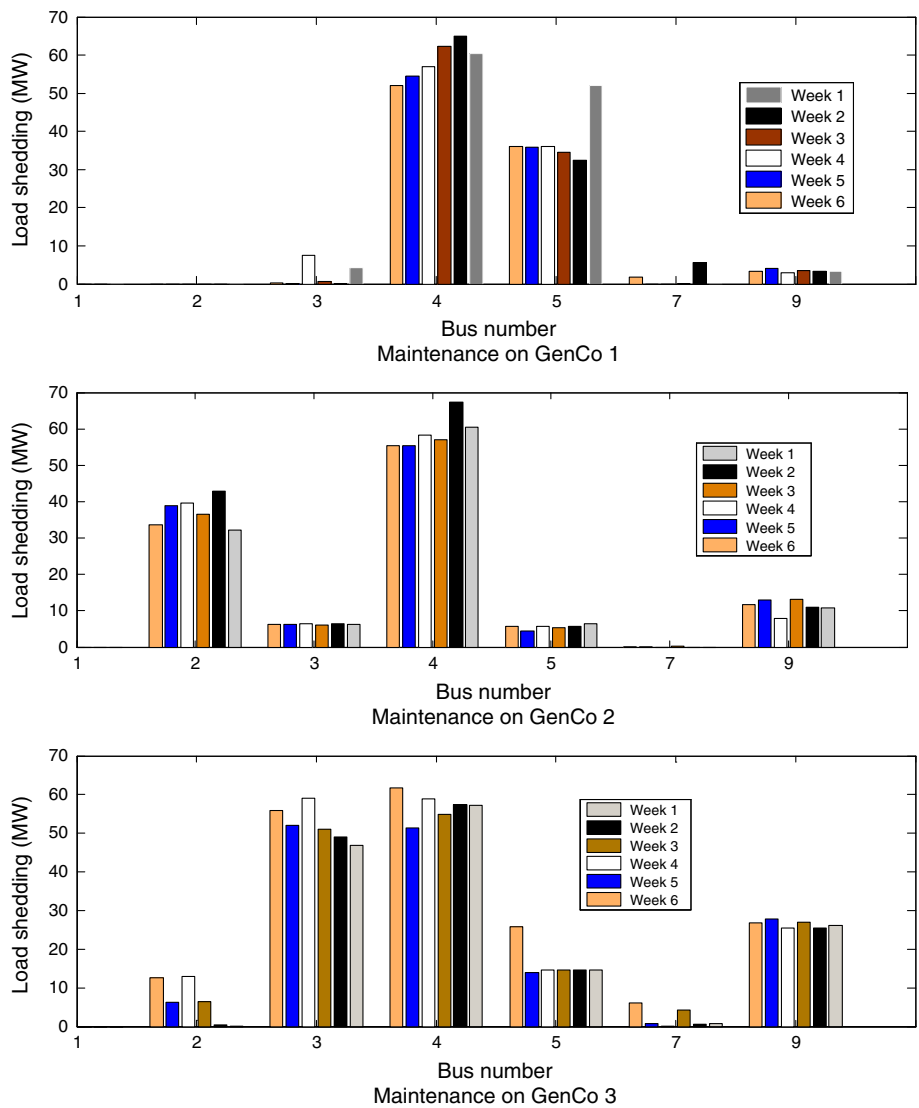 Load shedding (MW)
70
60
50
40
30
20
10
0
Week 1
Week 2
Week 3
Week 4
Week 5
Week 6
1 2 3 4 5 7 9
Bus number
Maintenance on GenCo 1
Load shedding (MW)
70
60
50
40
30
20
10
0
Week 1
Week 2
Week 3
Week 4
Week 5
Week 6
1 2 3 4 5 7 9
Bus number
Maintenance on GenCo 2
Load shedding (MW)
70
60
50
40
30
20
10
0
Week 1
Week 2
Week 3
Week 4
Week 5
Week 6
1 2 3 4 5 7 9
Bus number
Maintenance on GenCo 3